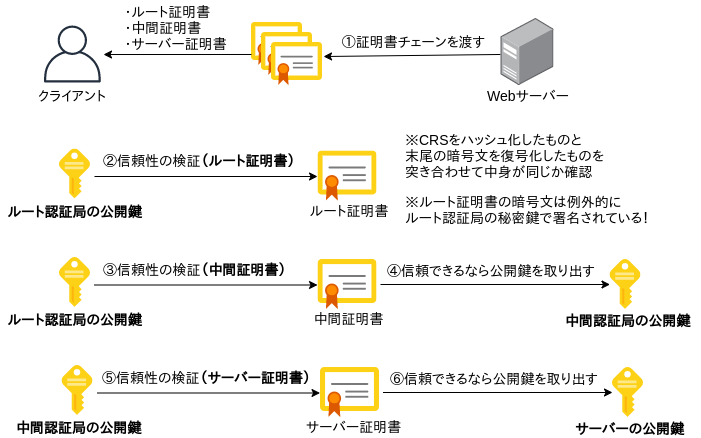 ・ルート証明書
・中間証明書
・サーバー証明書
①証明書チェーンを渡す
クライアント
Webサーバー
②信頼性の検証（ルート証明書）
ルート認証局の公開鍵
ルート証明書
※CRSをハッシュ化したものと
末尾の暗号文を復号化したものを
突き合わせて中身が同じか確認
※ルート証明書の暗号文は例外的に
ルート認証局の秘密鍵で署名されている！
③信頼性の検証（中間証明書）
④信頼できるなら公開鍵を取り出す
ルート認証局の公開鍵
中間証明書
中間認証局の公開鍵
⑤信頼性の検証（サーバー証明書）
⑥信頼できるなら公開鍵を取り出す
中間認証局の公開鍵
サーバー証明書
サーバーの公開鍵